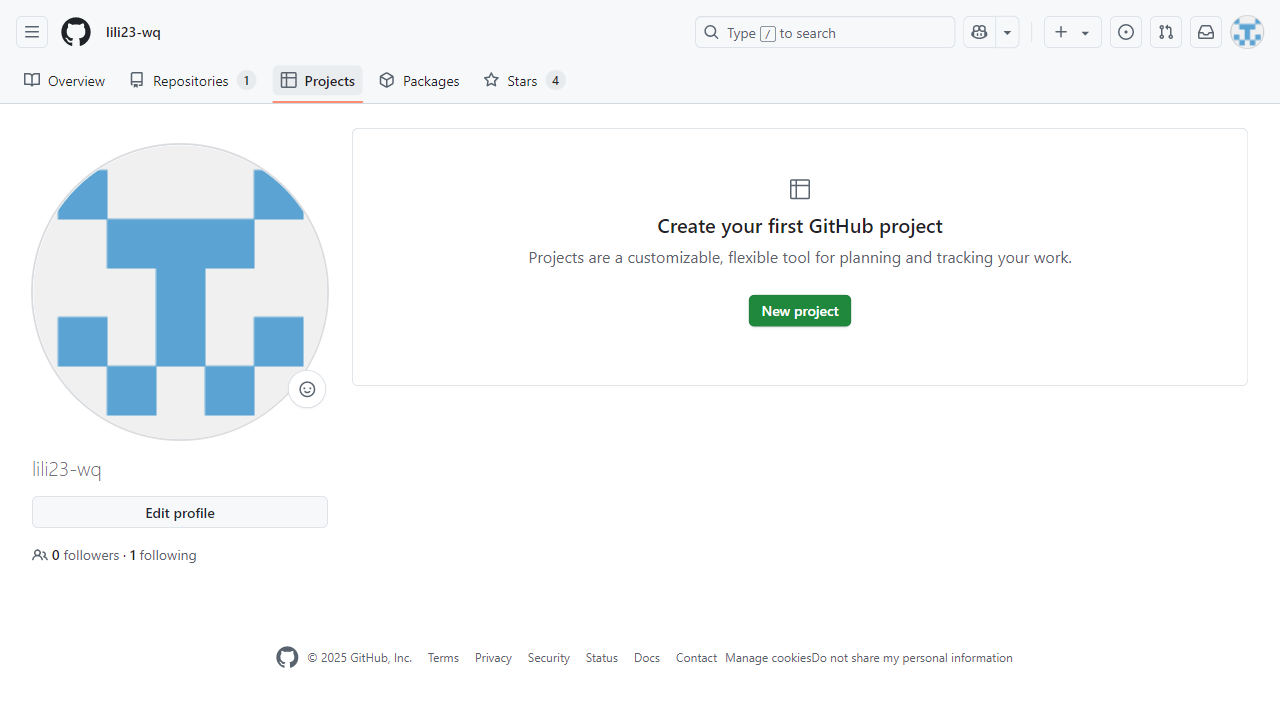 lili23-wq
Type / to search
Overview
Repositories 1
Projects
Packages
Stars 4
Create your first GitHub project
Projects are a customizable, flexible tool for planning and tracking your work.
New project
lili23-wq
Edit profile
0 followers · 1 following
© 2025 GitHub, Inc. Terms Privacy Security Status Docs Contact Manage cookies Do not share my personal information